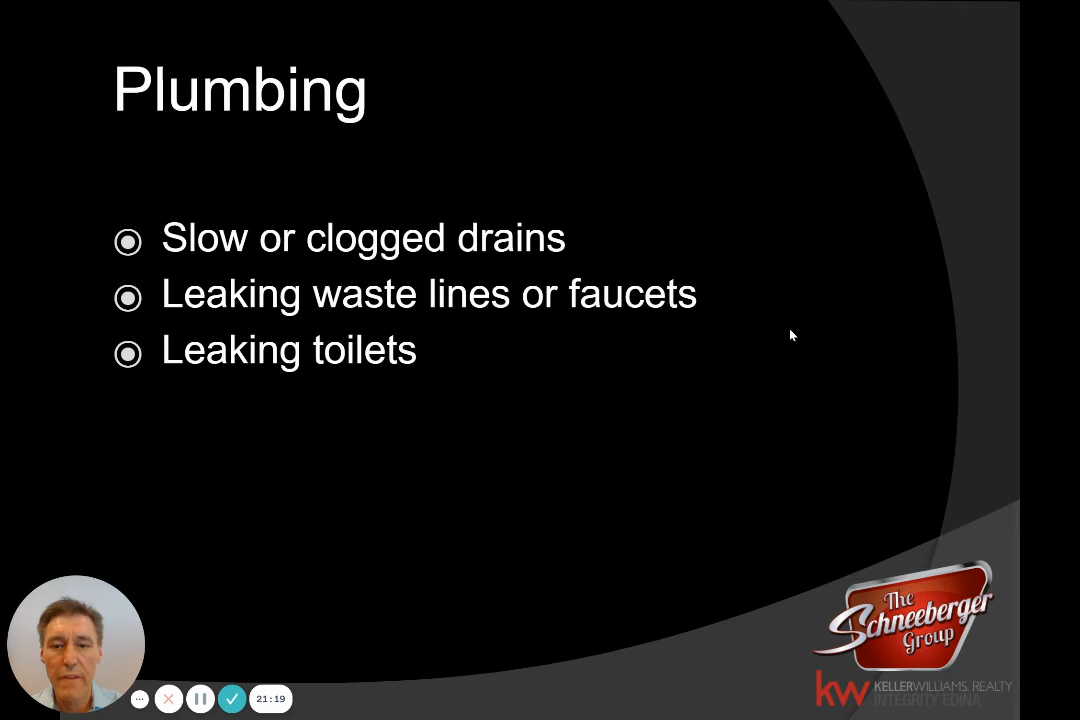 Plumbing
Slow or clogged drains
Leaking waste lines or faucets
Leaking toilets
The
Schneeberger
Group
kw KELLERWILLIAMS. REALTY
INTEGRITY EDINA
21:19